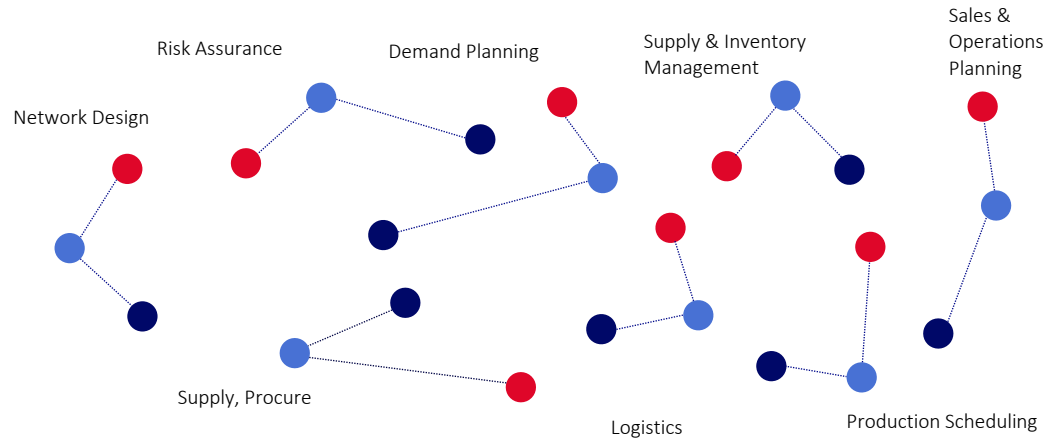 Risk Assurance
Demand Planning
Supply & Inventory
Management
Sales &
Operations
Planning
Network Design
Supply, Procure
Logistics
Production Scheduling